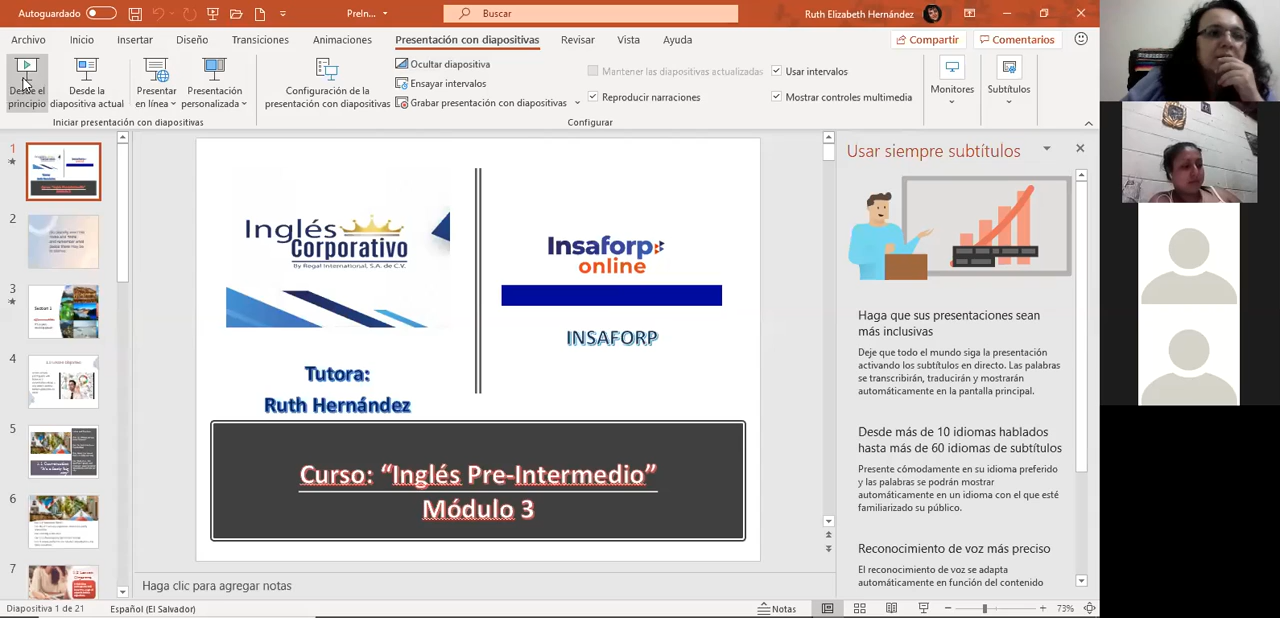 Autoguardado
PreIn...
Buscar
Ruth Elizabeth Hernández
Archivo
Inicio
Insertar
Diseño
Transiciones
Animaciones
Presentación con diapositivas
Revisar
Vista
Ayuda
Compartir
Comentarios
Desde el
principio
Desde la
diapositiva actual
Presentar
en línea
Presentación
personalizada
Iniciar presentación con diapositivas
Configuración de la
presentación con diapositivas
Ocultar diapositiva
Ensayar intervalos
Grabar presentación con diapositivas
Mantener las diapositivas actualizadas
Reproducir narraciones
Usar intervalos
Mostrar controles multimedia
Configurar
Monitores
Subtítulos
1
2
3
4
5
6
7
Inglés
Corporativo
By Rogal International, S.A. de C.V.
Insaforp
online
INSAFORP
Tutora:
Ruth Hernández
Curso: “Inglés Pre-Intermedio”
Módulo 3
Usar siempre subtítulos
Haga que sus presentaciones sean
más inclusivas
Deje que todo el mundo siga la presentación
activando los subtítulos en directo. Las palabras
se transcribirán, traducirán y mostrarán
automáticamente en la pantalla principal.
Desde más de 10 idiomas hablados
hasta más de 60 idiomas de subtítulos
Presente cómodamente en su idioma preferido
y las palabras se podrán mostrar
automáticamente en un idioma con el que esté
familiarizado su público.
Reconocimiento de voz más preciso
El reconocimiento de voz se adapta
automáticamente en función del contenido
Haga clic para agregar notas
Diapositiva 1 de 21
Español (El Salvador)
Notas
73%